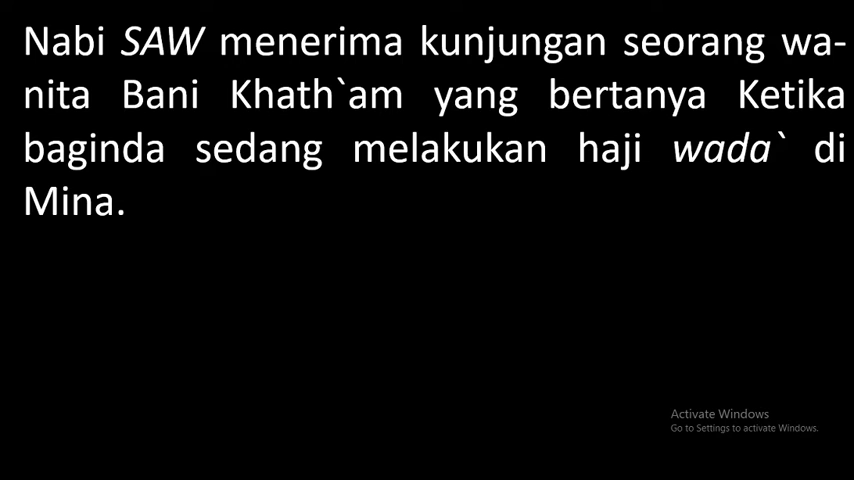 Nabi SAW menerima kunjungan seorang wa-
nita Bani Khath`am yang bertanya Ketika
baginda sedang melakukan haji wada` di
Mina.
Activate Windows
Go to Settings to activate Windows.